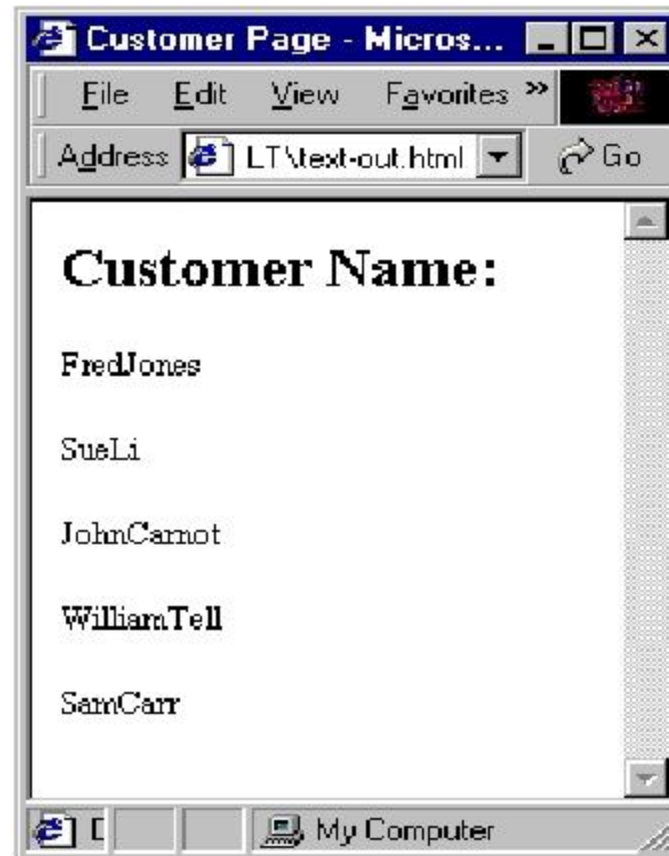 Customer Page - Micros...
File Edit View Favorites »
Address LT\text-out.html Go
Customer Name:
FredJones
SueLi
JohnCarnot
WilliamTell
SamCarr
My Computer